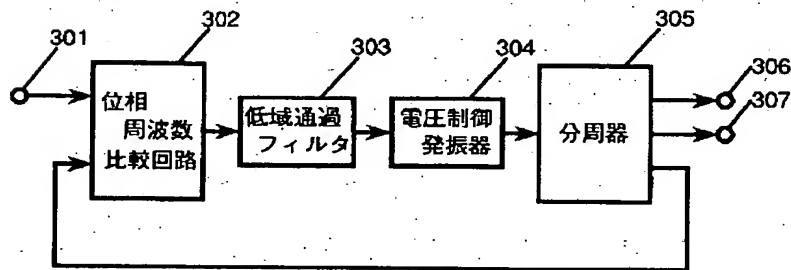 301
302
303
304
305
306
307
位相
周波数
比較回路
低域通過
フィルタ
電圧制御
発振器
分周器